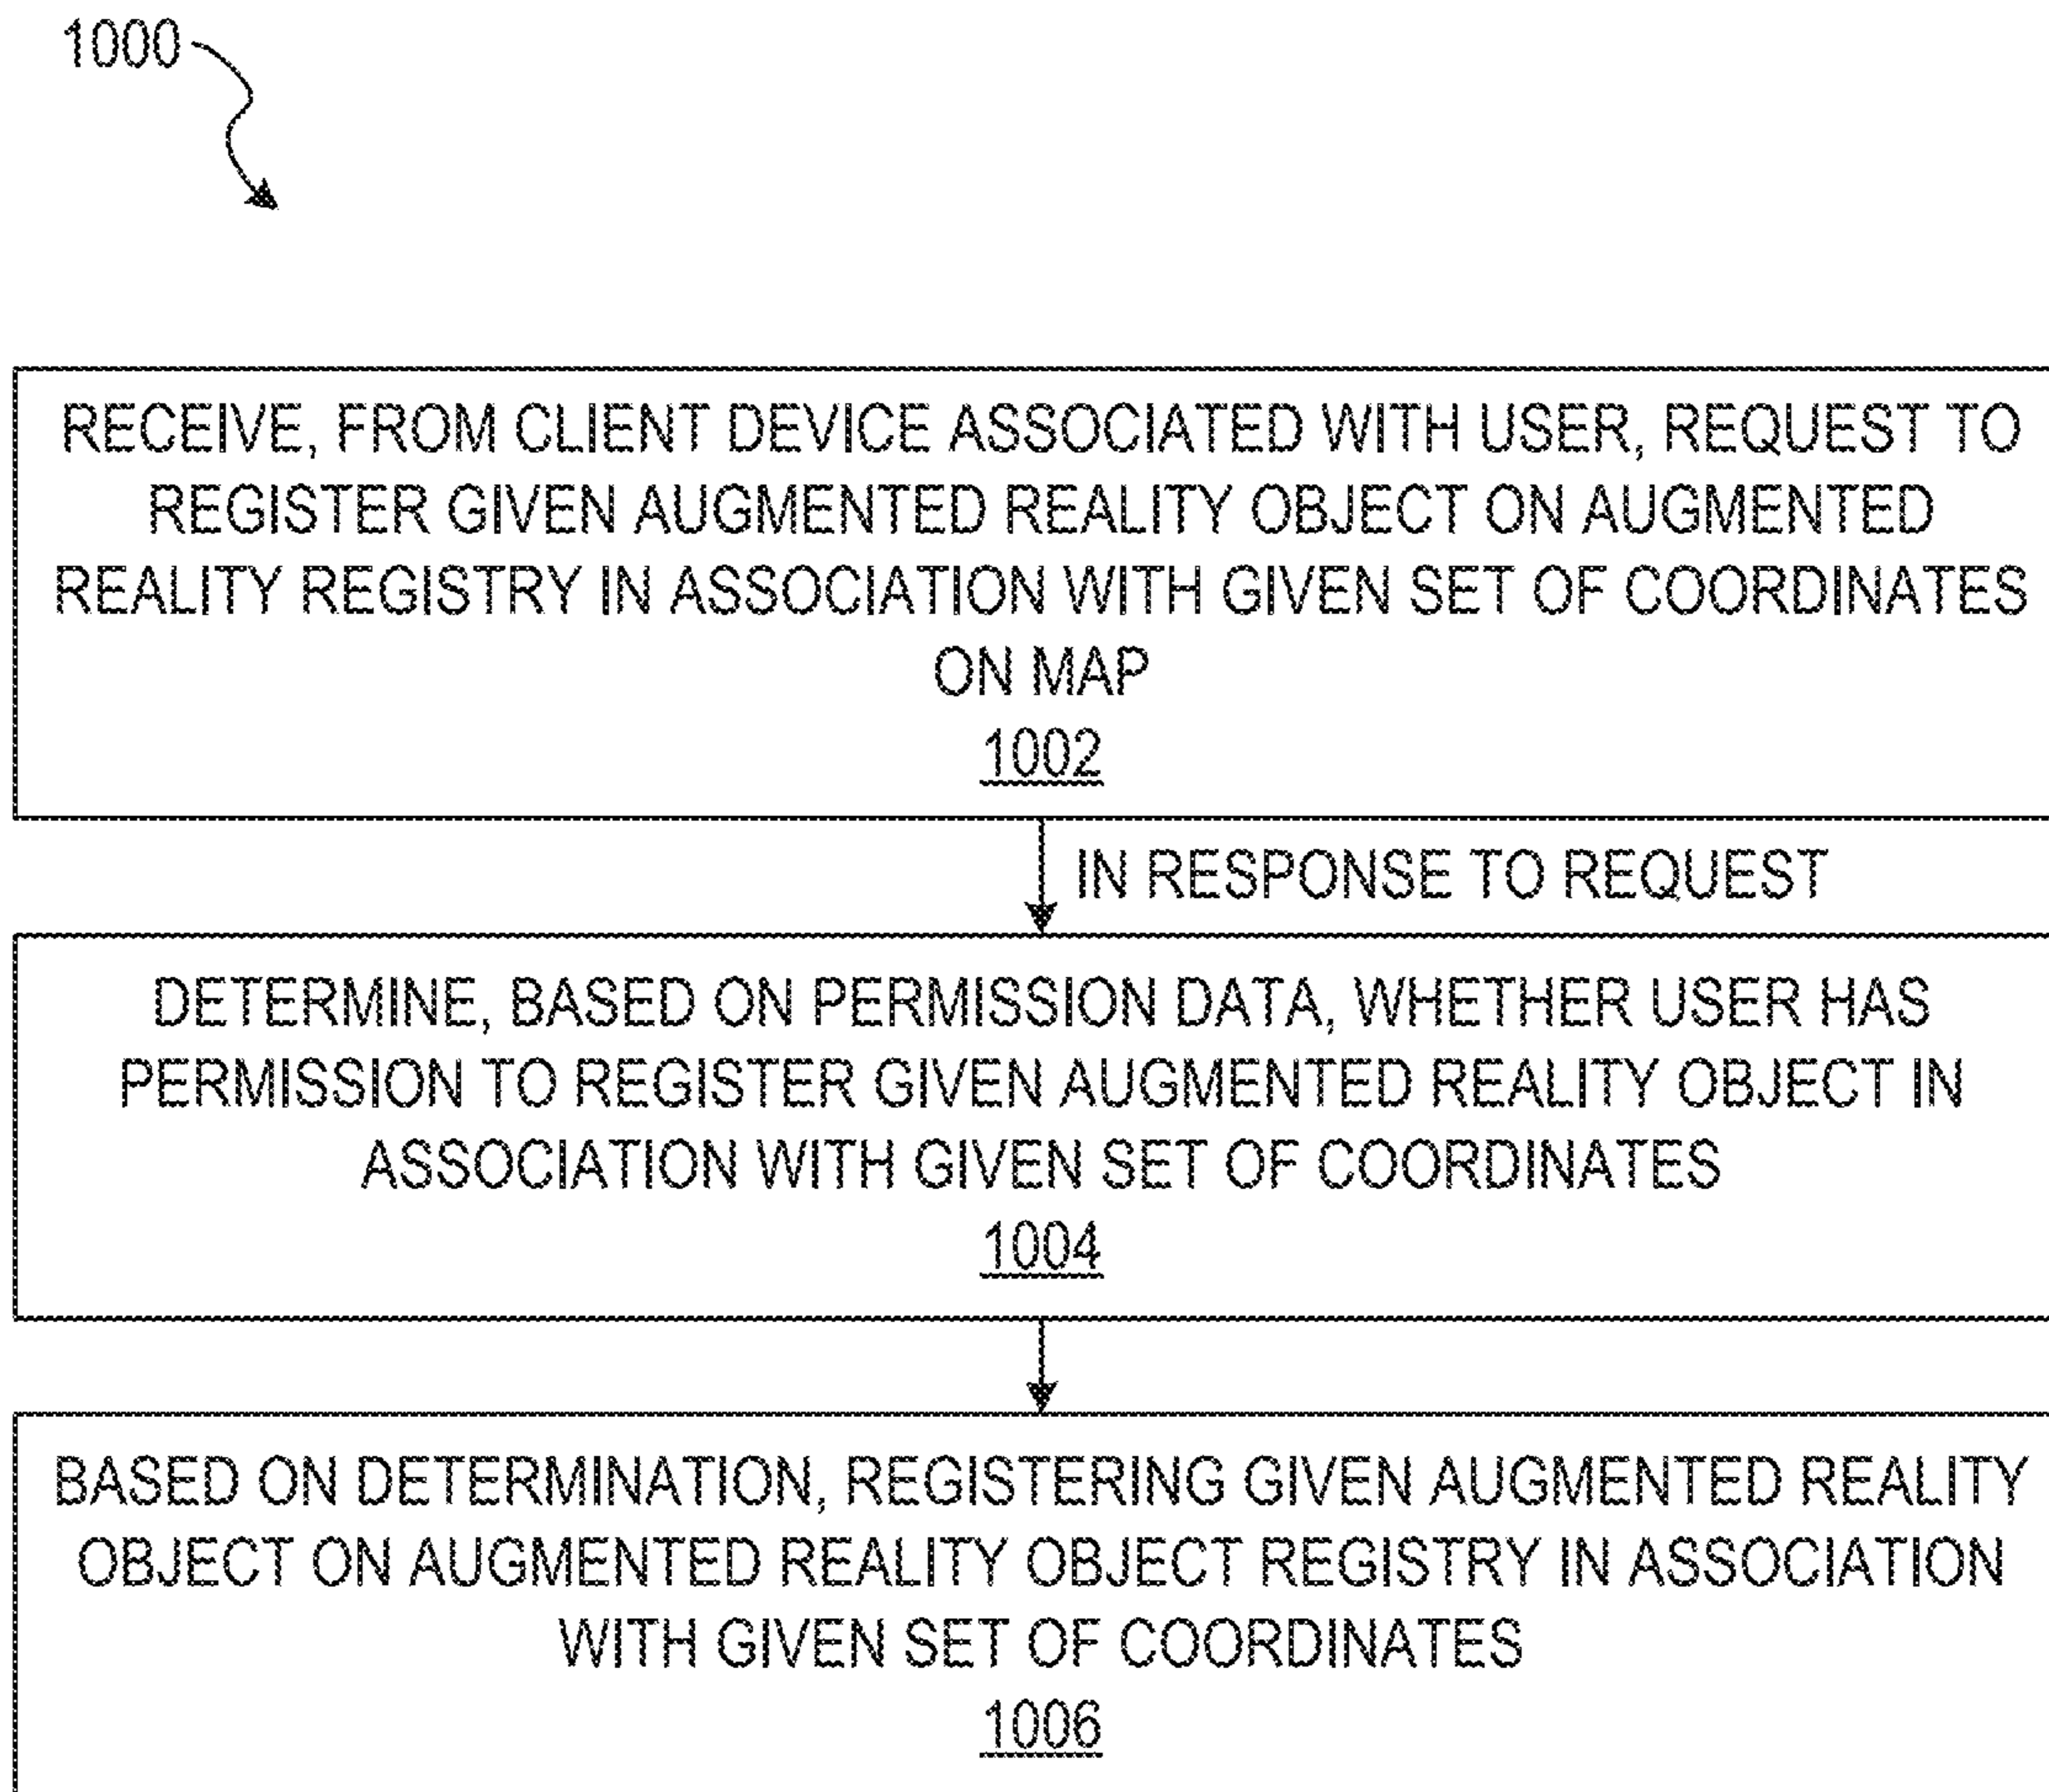 1000
RECEIVE, FROM CLIENT DEVICE ASSOCIATED WITH USER, REQUEST TO
REGISTER GIVEN AUGMENTED REALITY OBJECT ON AUGMENTED
REALITY REGISTRY IN ASSOCIATION WITH GIVEN SET OF COORDINATES
ON MAP
1002
IN RESPONSE TO REQUEST
DETERMINE, BASED ON PERMISSION DATA, WHETHER USER HAS
PERMISSION TO REGISTER GIVEN AUGMENTED REALITY OBJECT IN
ASSOCIATION WITH GIVEN SET OF COORDINATES
1004
BASED ON DETERMINATION, REGISTERING GIVEN AUGMENTED REALITY
OBJECT ON AUGMENTED REALITY OBJECT REGISTRY IN ASSOCIATION
WITH GIVEN SET OF COORDINATES
1006